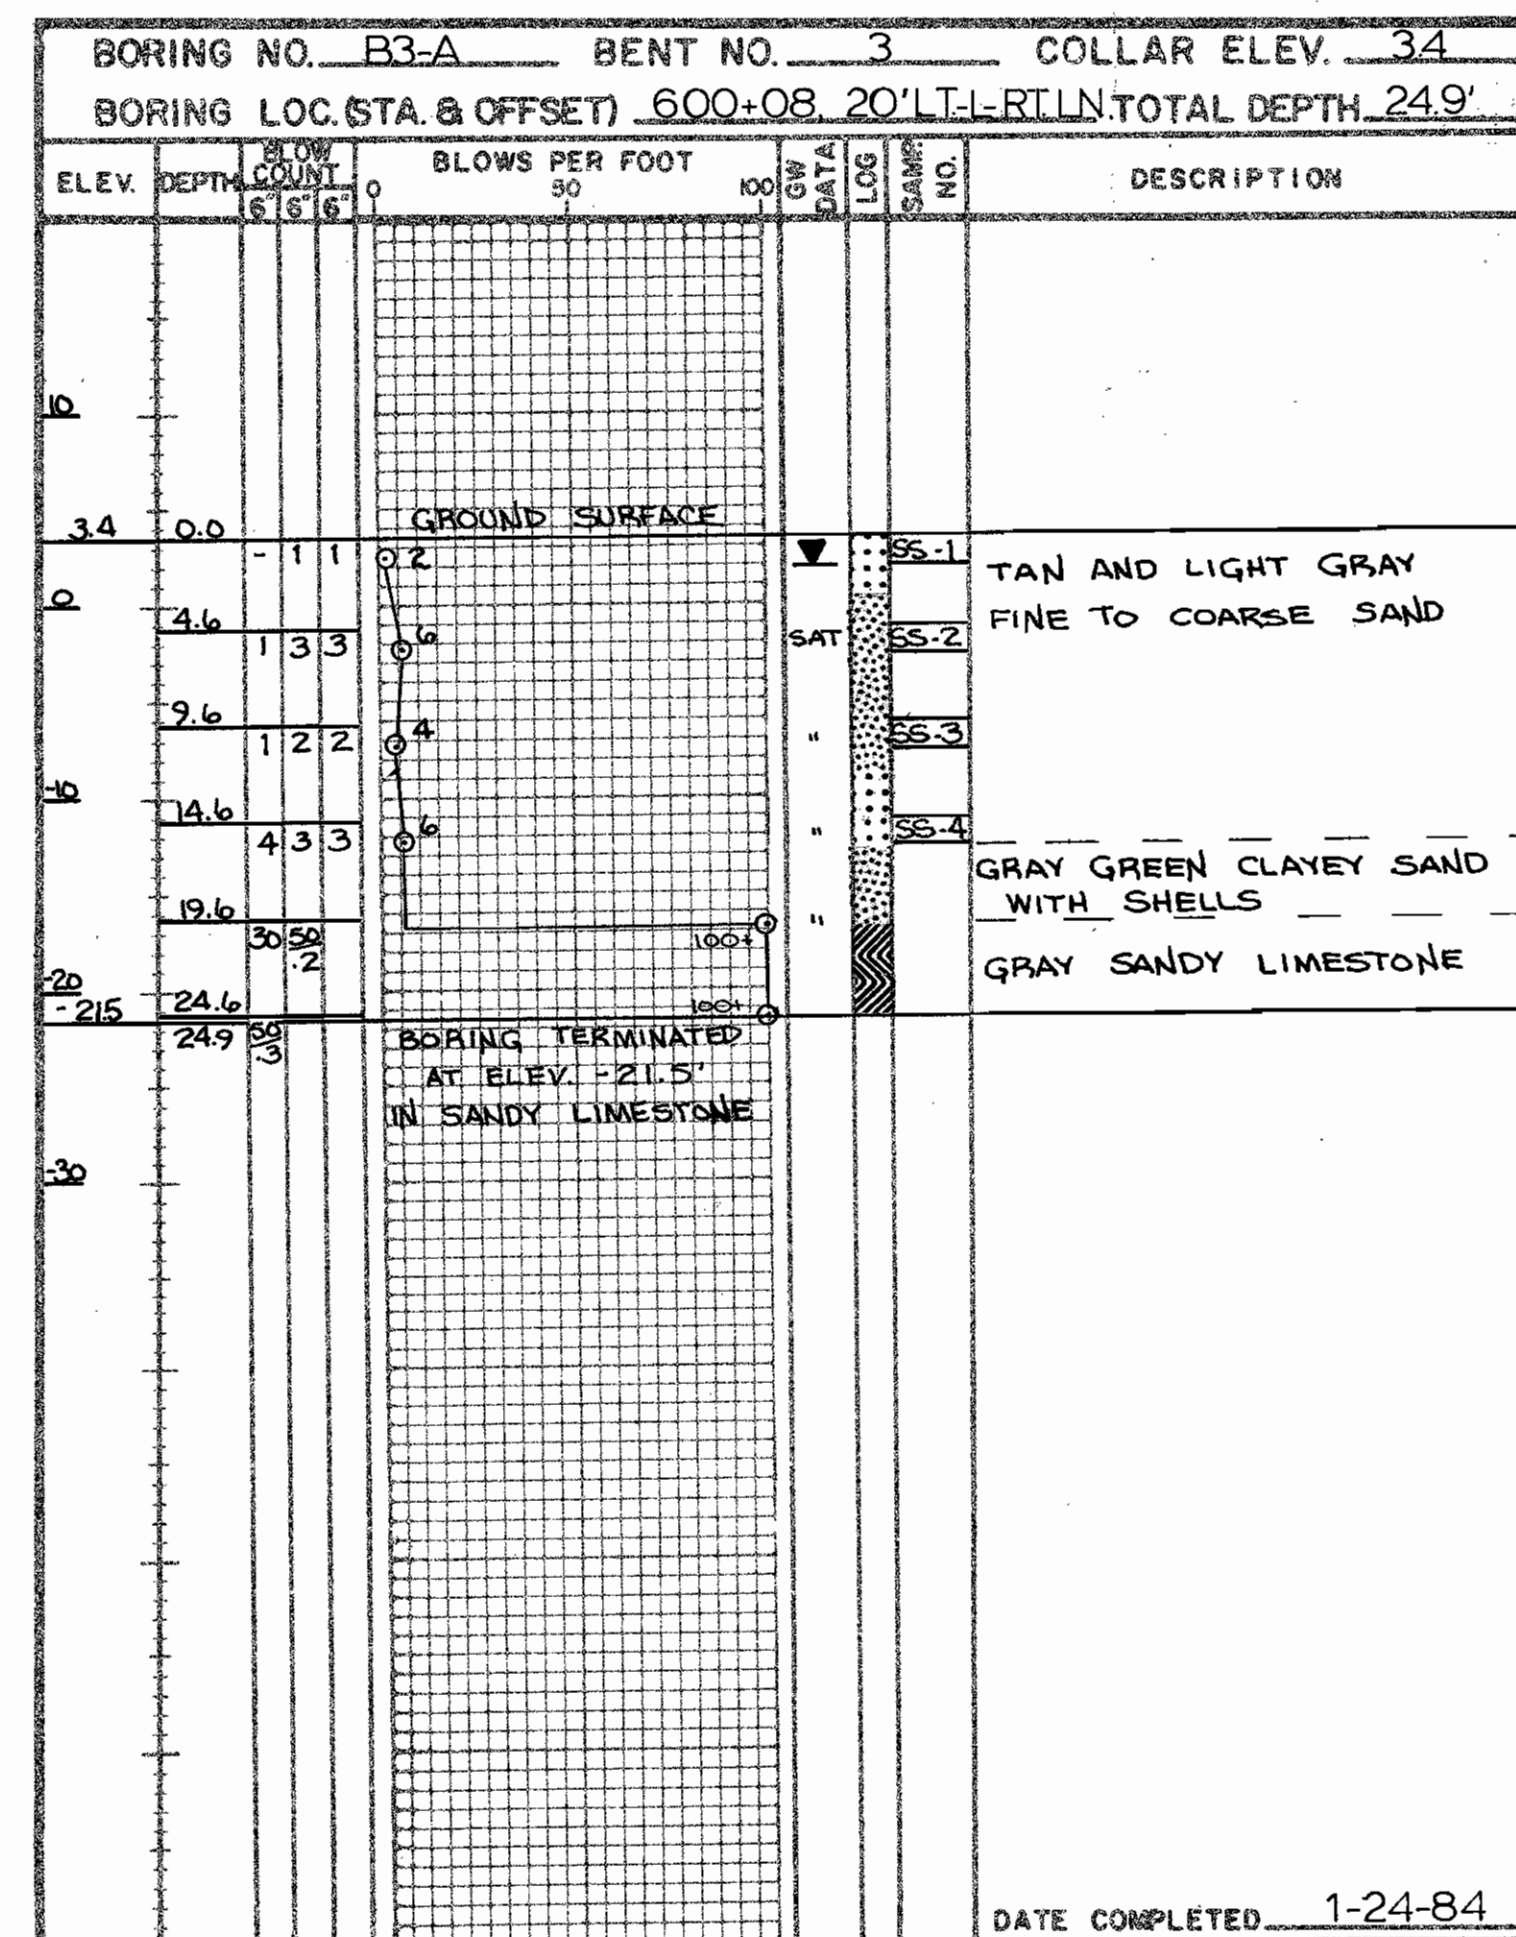 BORING NO. B3-A BENT NO. 3 COLLAR ELEV. 3.4
BORING LOC. (STA. & OFFSET) 600+08, 20'LT-L-RT.LN. TOTAL DEPTH 24.9'
ELEV. DEPTH BLOW COUNT 6" 6" 6" BLOWS PER FOOT 0 50 100 GW DATA LOG SAMP. NO. DESCRIPTION
10
GROUND SURFACE
3.4 0.0
- 1 1 2 SS-1 TAN AND LIGHT GRAY
0 FINE TO COARSE SAND
4.6
1 3 3 6 SAT SS-2
9.6
1 2 2 4 " SS-3
-10
14.6
4 3 3 6 " SS-4
GRAY GREEN CLAYEY SAND
WITH SHELLS
19.6 "
30 50/.2 100+
GRAY SANDY LIMESTONE
-20
-21.5 24.6 100+
24.9 50/.3 BORING TERMINATED
AT ELEV. -21.5'
IN SANDY LIMESTONE
-30
DATE COMPLETED 1-24-84